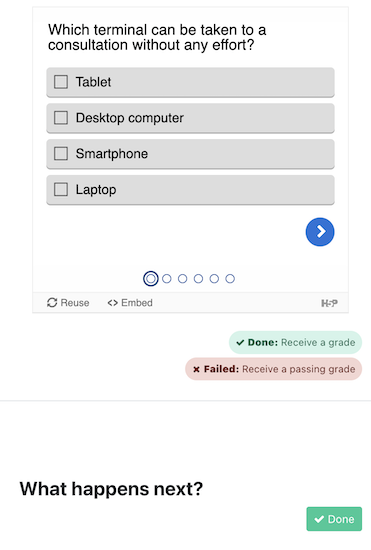 Which terminal can be taken to a
consultation without any effort?
Tablet
Desktop computer
Smartphone
Laptop
Reuse <> Embed H-P
Done: Receive a grade
Failed: Receive a passing grade
What happens next?
Done